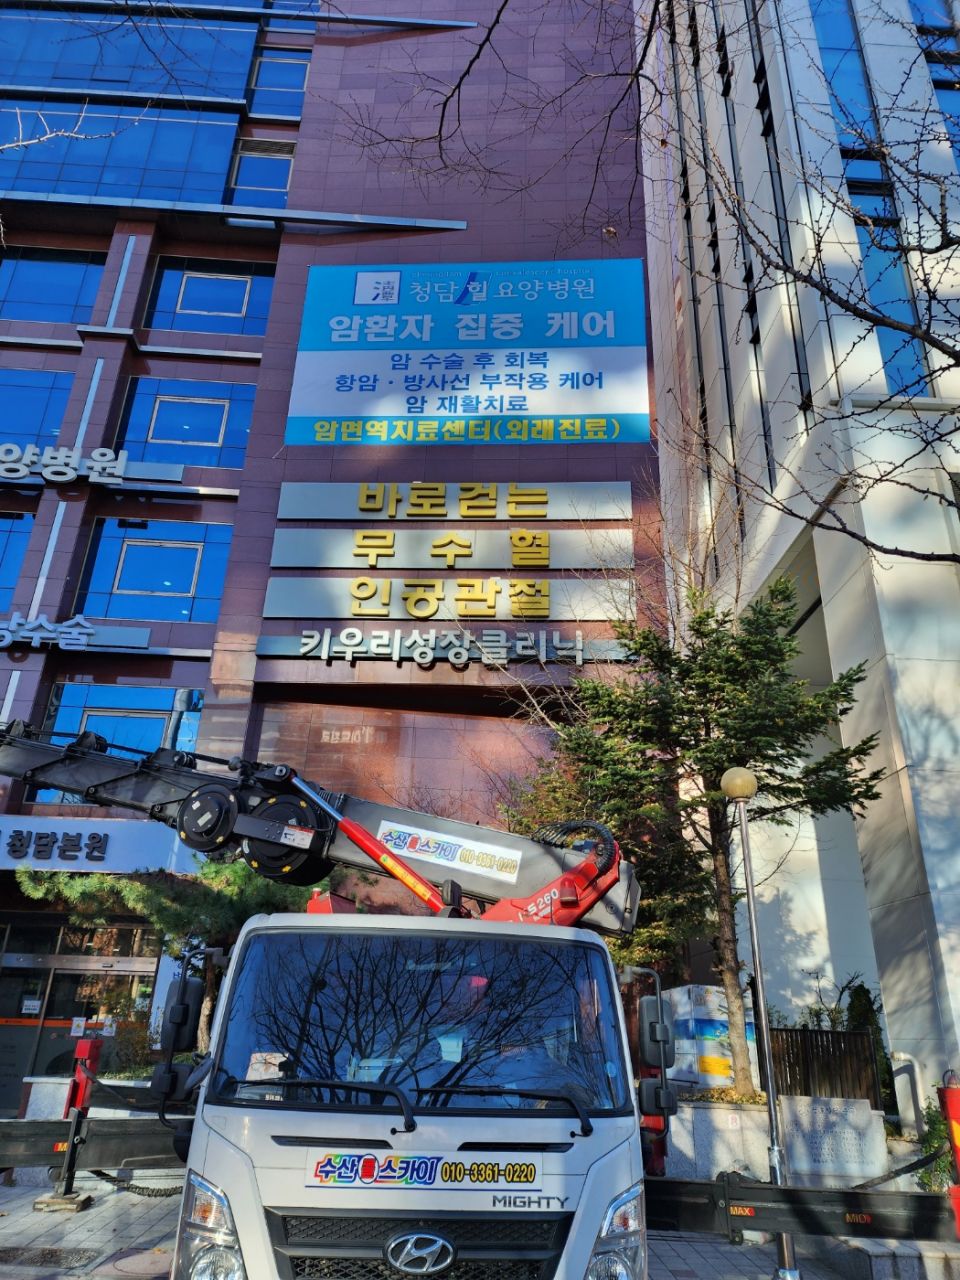 청담힐요양병원
암환자 집중 케어
암 수술 후 회복
항암·방사선 부작용 케어
암 재활치료
암면역치료센터(외래진료)
양병원
바로걷는
무수혈
인공관절
키우리성장클리닉
수술
청담본원
수산 스카이 010-3361-0220
수산 스카이 010-3361-0220
MIGHTY
MAX
MID